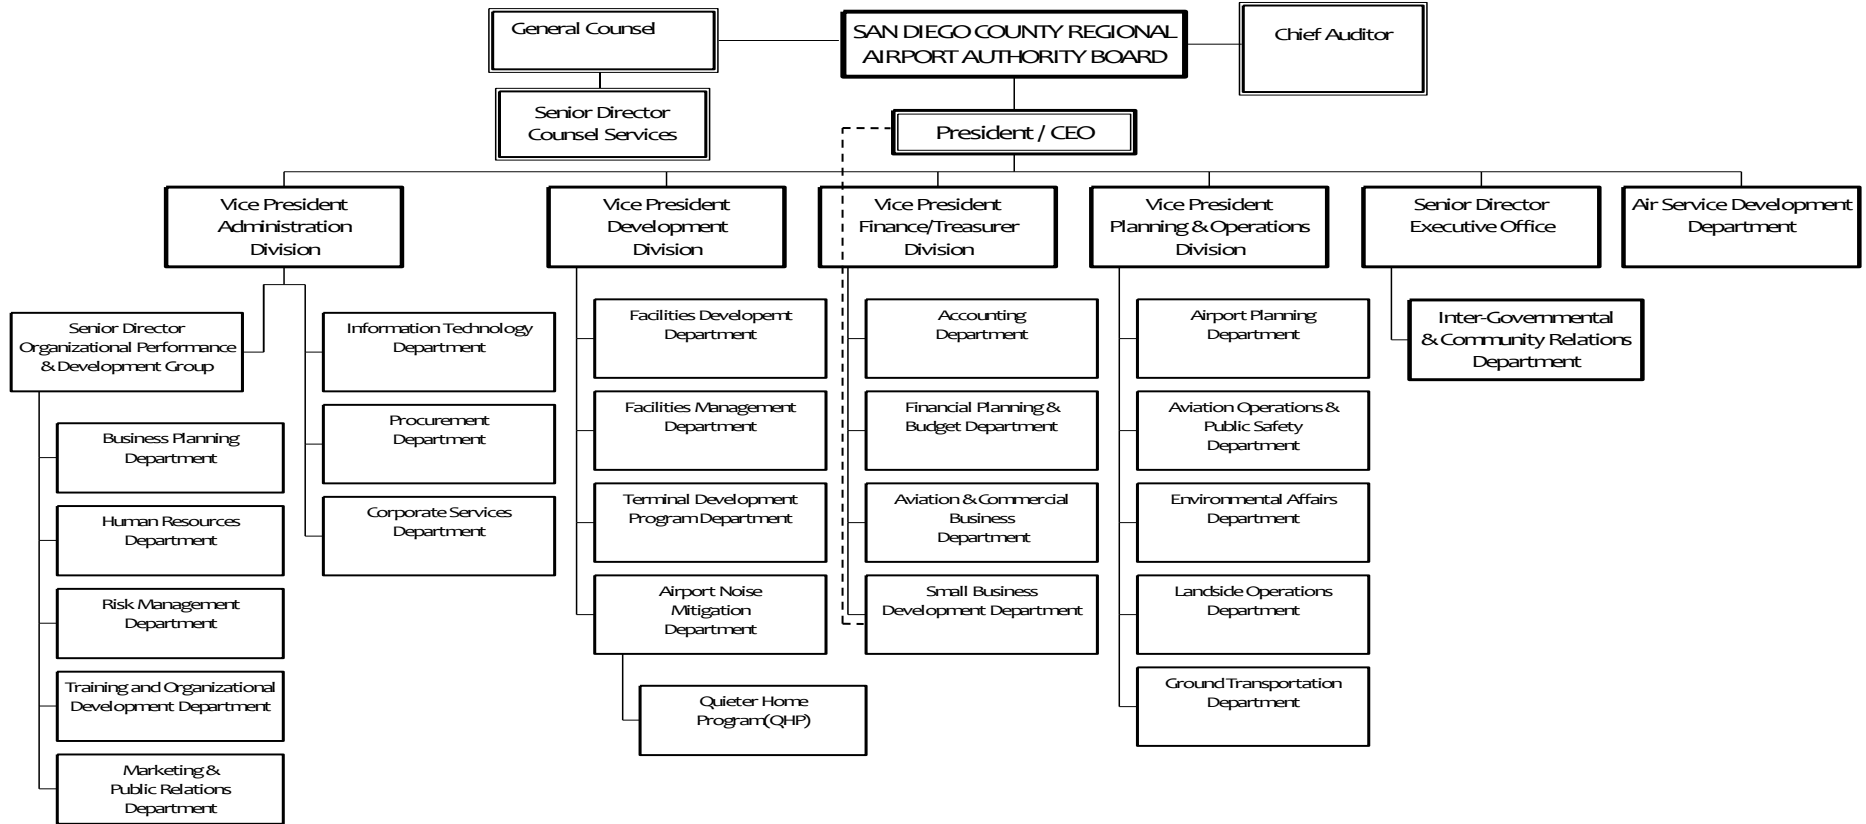 General Counsel
SAN DIEGO COUNTY REGIONAL
AIRPORT AUTHORITY BOARD
Chief Auditor
Senior Director
Counsel Services
President / CEO
Vice President
Administration
Division
Vice President
Development
Division
Vice President
Finance/Treasurer
Division
Vice President
Planning & Operations
Division
Senior Director
Executive Office
Air Service Development
Department
Senior Director
Organizational Performance
& Development Group
Business Planning
Department
Human Resources
Department
Risk Management
Department
Training and Organizational
Development Department
Marketing &
Public Relations
Department
Information Technology
Department
Procurement
Department
Corporate Services
Department
Facilities Developemt
Department
Facilities Management
Department
Terminal Development
Program Department
Airport Noise
Mitigation
Department
Quieter Home
Program(QHP)
Accounting
Department
Financial Planning &
Budget Department
Aviation & Commercial
Business
Department
Small Business
Development Department
Airport Planning
Department
Aviation Operations &
Public Safety
Department
Environmental Affairs
Department
Landside Operations
Department
Ground Transportation
Department
Inter-Governmental
& Community Relations
Department